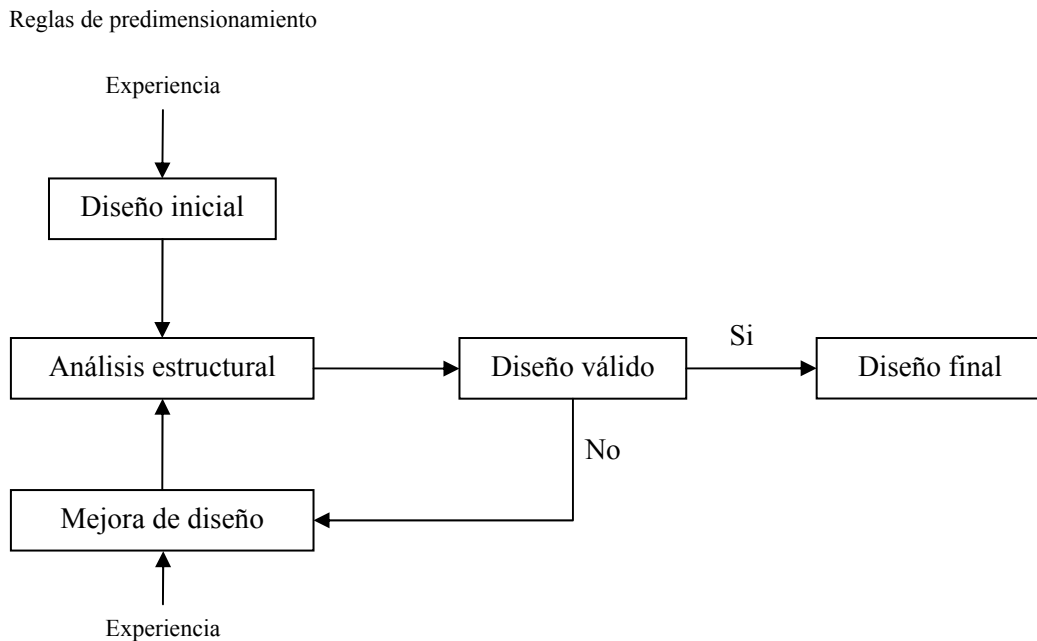 Reglas de predimensionamiento
Experiencia
Diseño inicial
Análisis estructural
Diseño válido
Si
Diseño final
No
Mejora de diseño
Experiencia